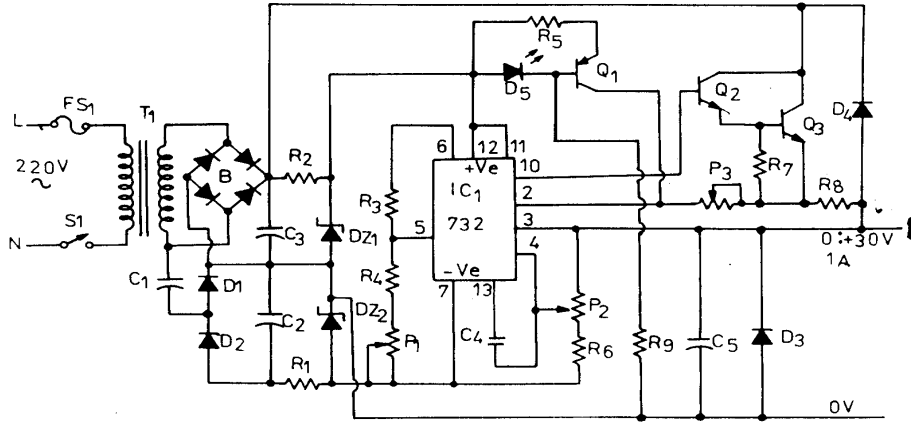 L
FS1
T1
220V
S1
N
B
C1
D1
D2
R2
C3
C2
R1
DZ1
DZ2
R3
R4
P1
5
6
12
11
+Ve
10
IC1
732
2
3
4
-Ve
7
13
C4
R5
D5
Q1
Q2
Q3
D4
R7
P3
R8
0:+30V
1A
P2
R6
R9
C5
D3
0V